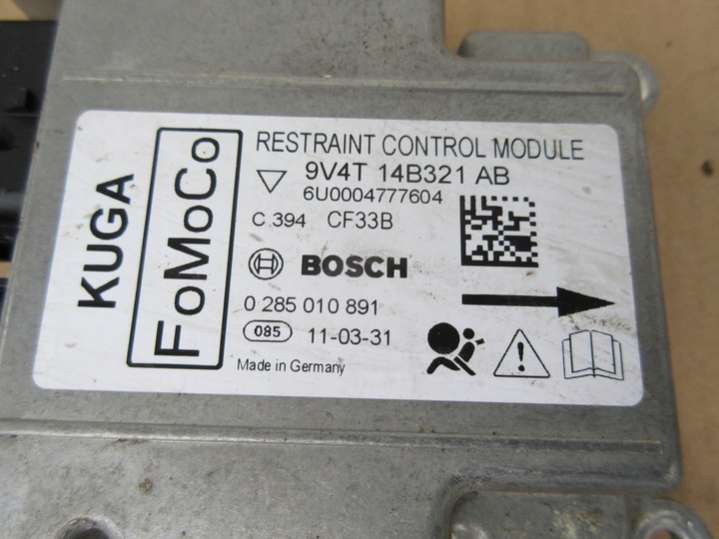 KUGA
FoMoCo
RESTRAINT CONTROL MODULE
9V4T 14B321 AB
6U0004777604
C.394 CF33B
BOSCH
0 285 010 891
085 11-03-31
Made in Germany